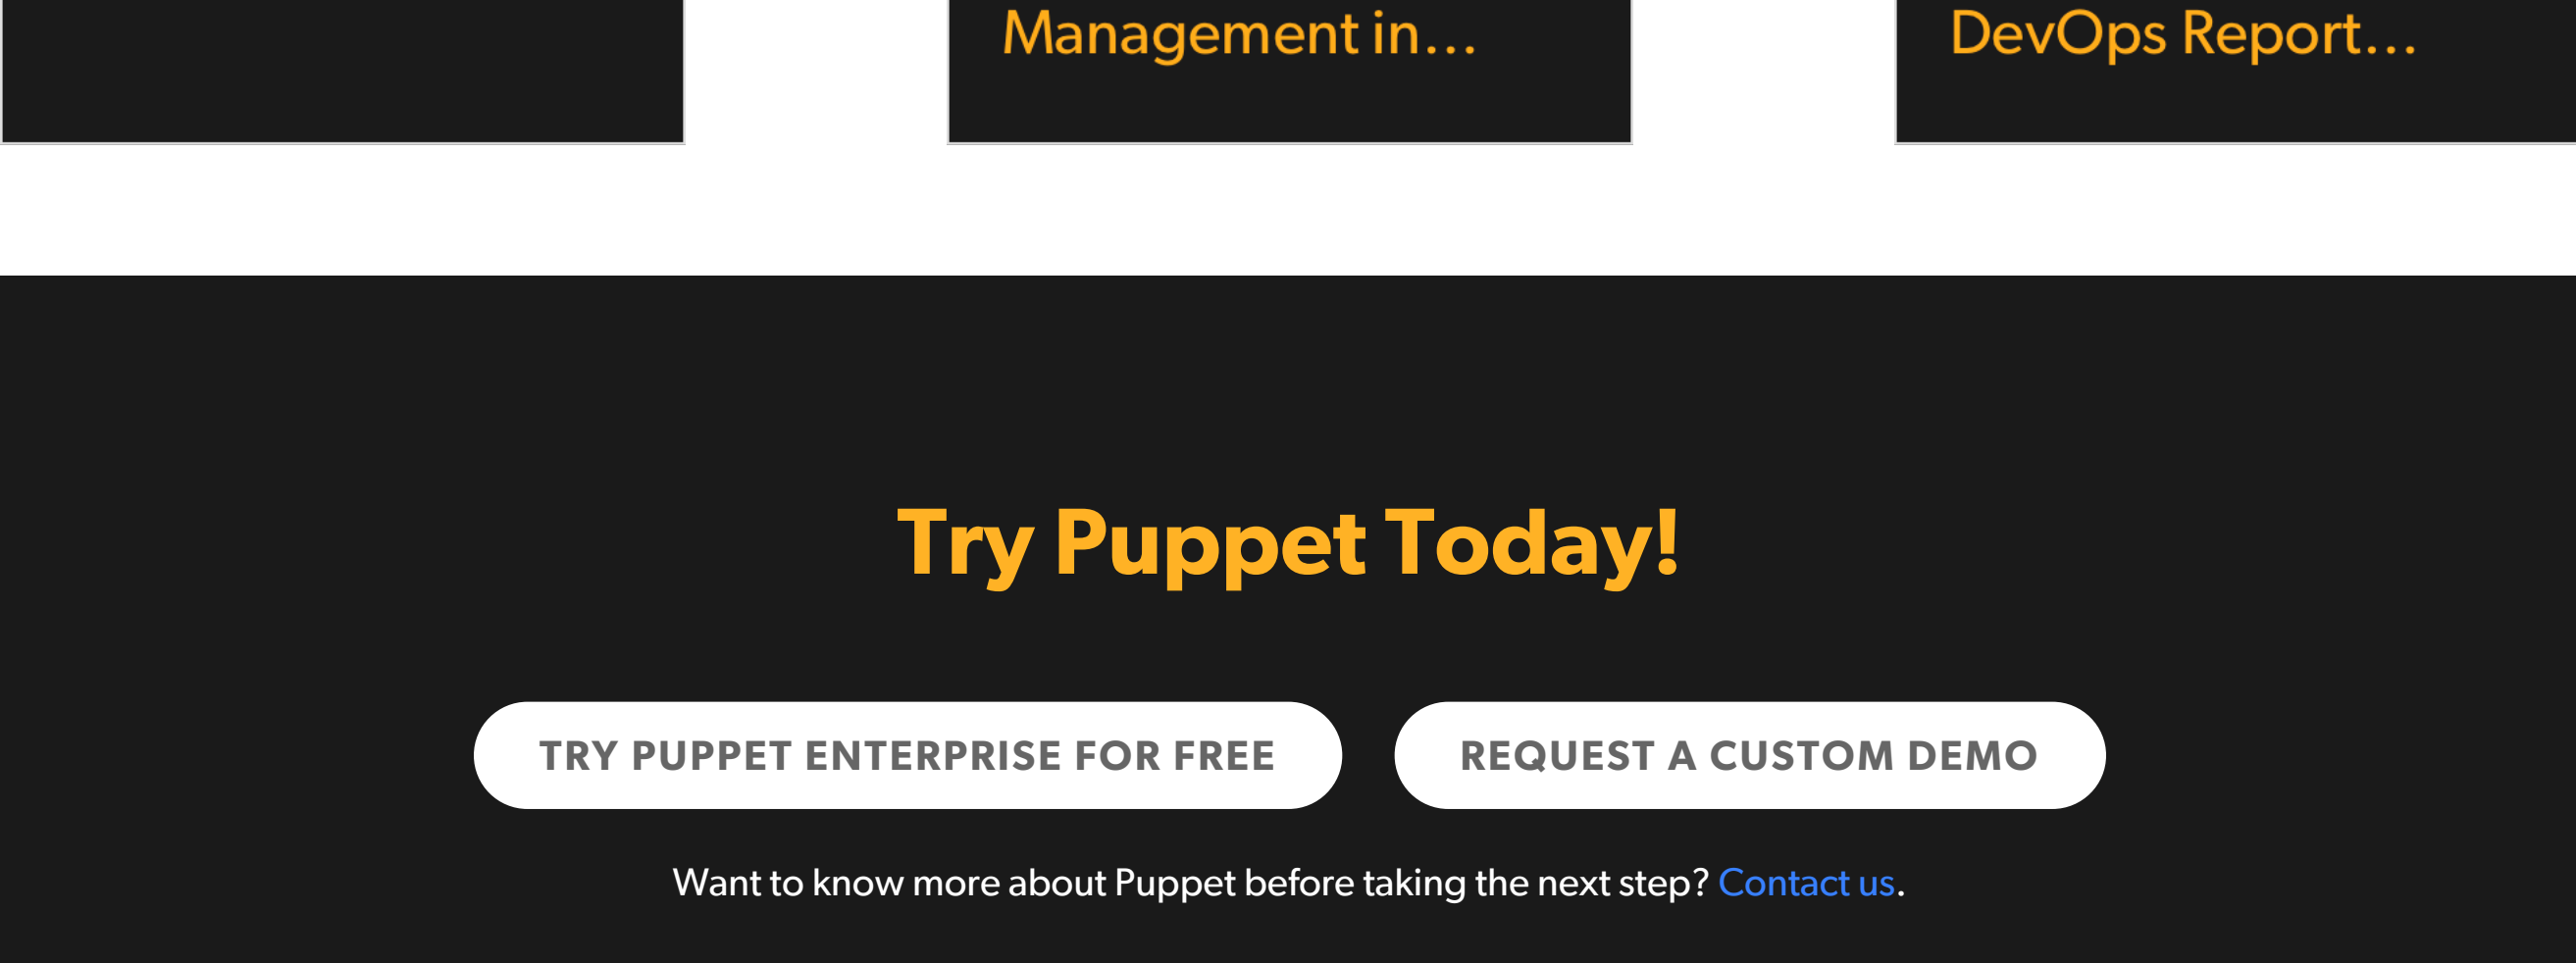 Management in...
DevOps Report...
Try Puppet Today!
TRY PUPPET ENTERPRISE FOR FREE
REQUEST A CUSTOM DEMO
Want to know more about Puppet before taking the next step? Contact us.